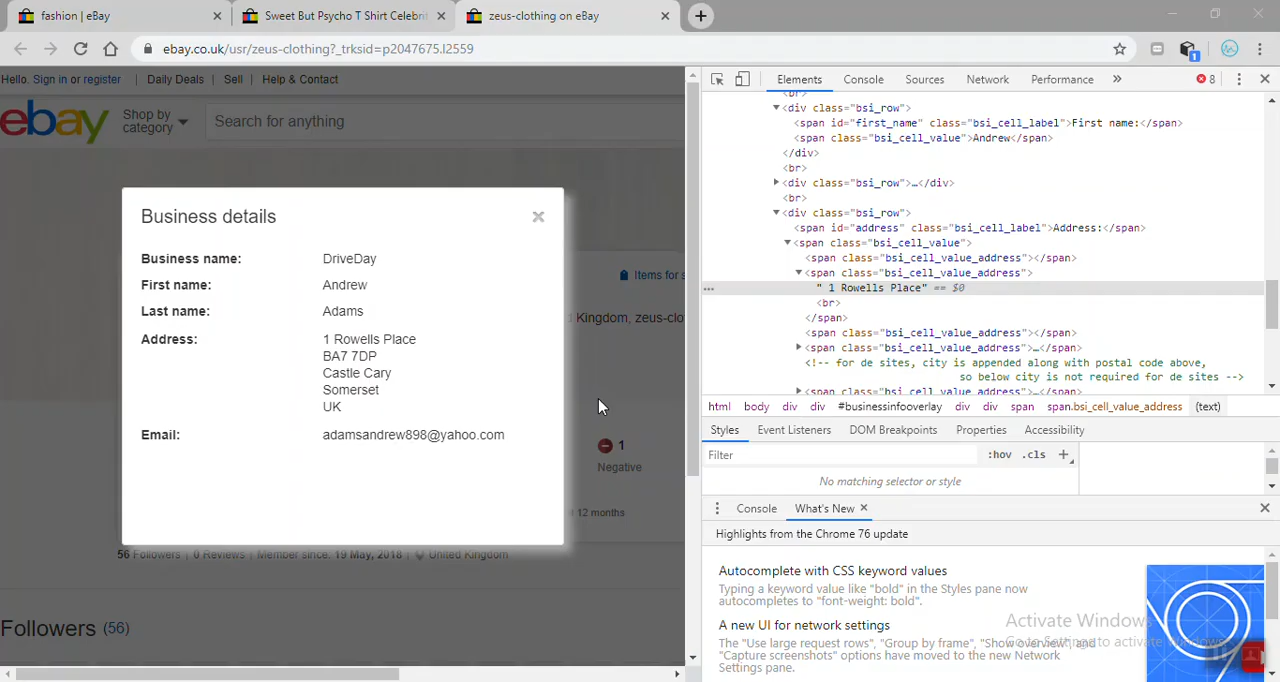 fashion | eBay
Sweet But Psycho T Shirt Celebrit
zeus-clothing on eBay
ebay.co.uk/usr/zeus-clothing?_trksid=p2047675.l2559
1
Hello. Sign in or register | Daily Deals | Sell | Help & Contact
ebay
Shop by
category
Search for anything
Business details
Business name: DriveDay
First name: Andrew
Last name: Adams
Address: 1 Rowells Place
BA7 7DP
Castle Cary
Somerset
UK
Email: adamsandrew898@yahoo.com
Items for s
Kingdom, zeus-clo
1
Negative
12 months
56 Followers | 0 Reviews | Member since: 19 May, 2018 | United Kingdom
Followers (56)
Elements Console Sources Network Performance » 8
<br>
<div class="bsi_row">
<span id="first_name" class="bsi_cell_label">First name:</span>
<span class="bsi_cell_value">Andrew</span>
</div>
<br>
<div class="bsi_row">…</div>
<br>
<div class="bsi_row">
<span id="address" class="bsi_cell_label">Address:</span>
<span class="bsi_cell_value">
<span class="bsi_cell_value_address"></span>
<span class="bsi_cell_value_address">
" 1 Rowells Place" == $0
<br>
</span>
<span class="bsi_cell_value_address"></span>
<span class="bsi_cell_value_address">…</span>
<!-- for de sites, city is appended along with postal code above,
so below city is not required for de sites -->
<span class="bsi_cell_value_address">…</span>
html body div div #businessinfooverlay div div span span.bsi_cell_value_address (text)
Styles Event Listeners DOM Breakpoints Properties Accessibility
Filter :hov .cls +
No matching selector or style
Console What's New
Highlights from the Chrome 76 update
Autocomplete with CSS keyword values
Typing a keyword value like "bold" in the Styles pane now
autocompletes to "font-weight: bold".
A new UI for network settings
The "Use large request rows", "Group by frame", "Show overview", and
"Capture screenshots" options have moved to the new Network
Settings pane.
Activate Windows
Go to Settings to activate Windows.